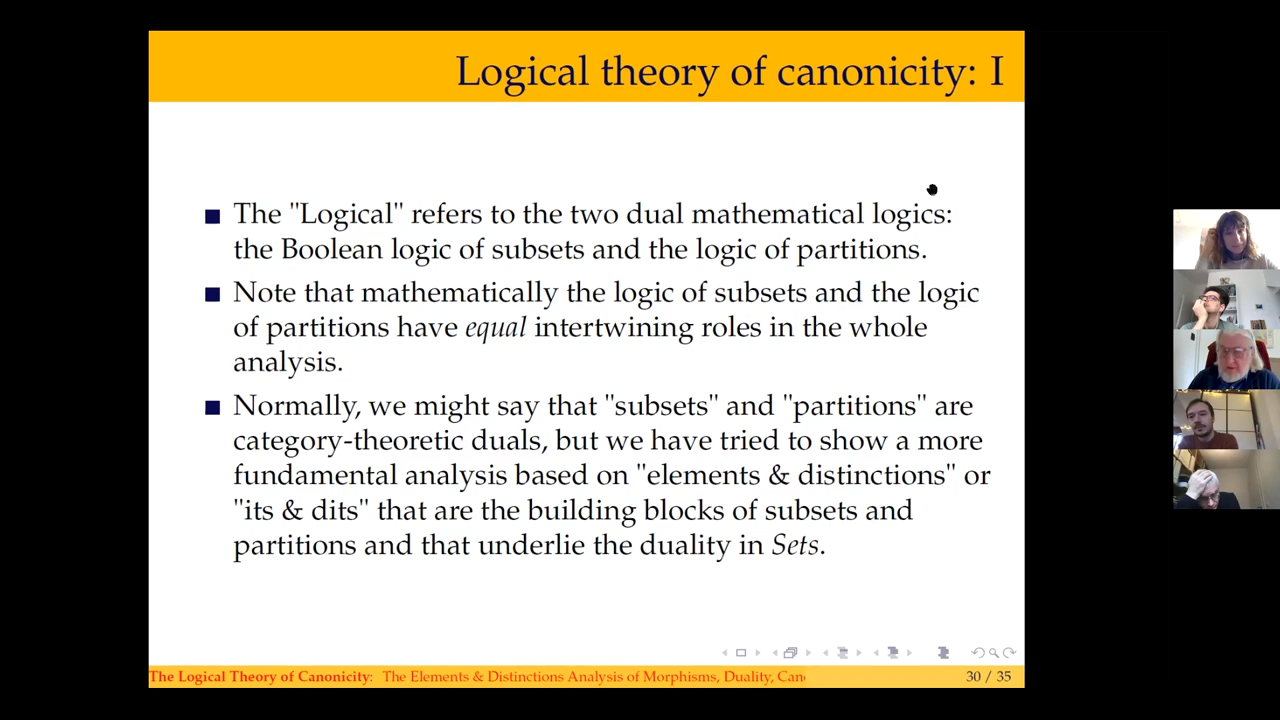 Logical theory of canonicity: I
The "Logical" refers to the two dual mathematical logics:
the Boolean logic of subsets and the logic of partitions.
Note that mathematically the logic of subsets and the logic
of partitions have equal intertwining roles in the whole
analysis.
Normally, we might say that "subsets" and "partitions" are
category-theoretic duals, but we have tried to show a more
fundamental analysis based on "elements & distinctions" or
"its & dits" that are the building blocks of subsets and
partitions and that underlie the duality in Sets.
The Logical Theory of Canonicity: The Elements & Distinctions Analysis of Morphisms, Duality, Can
30 / 35